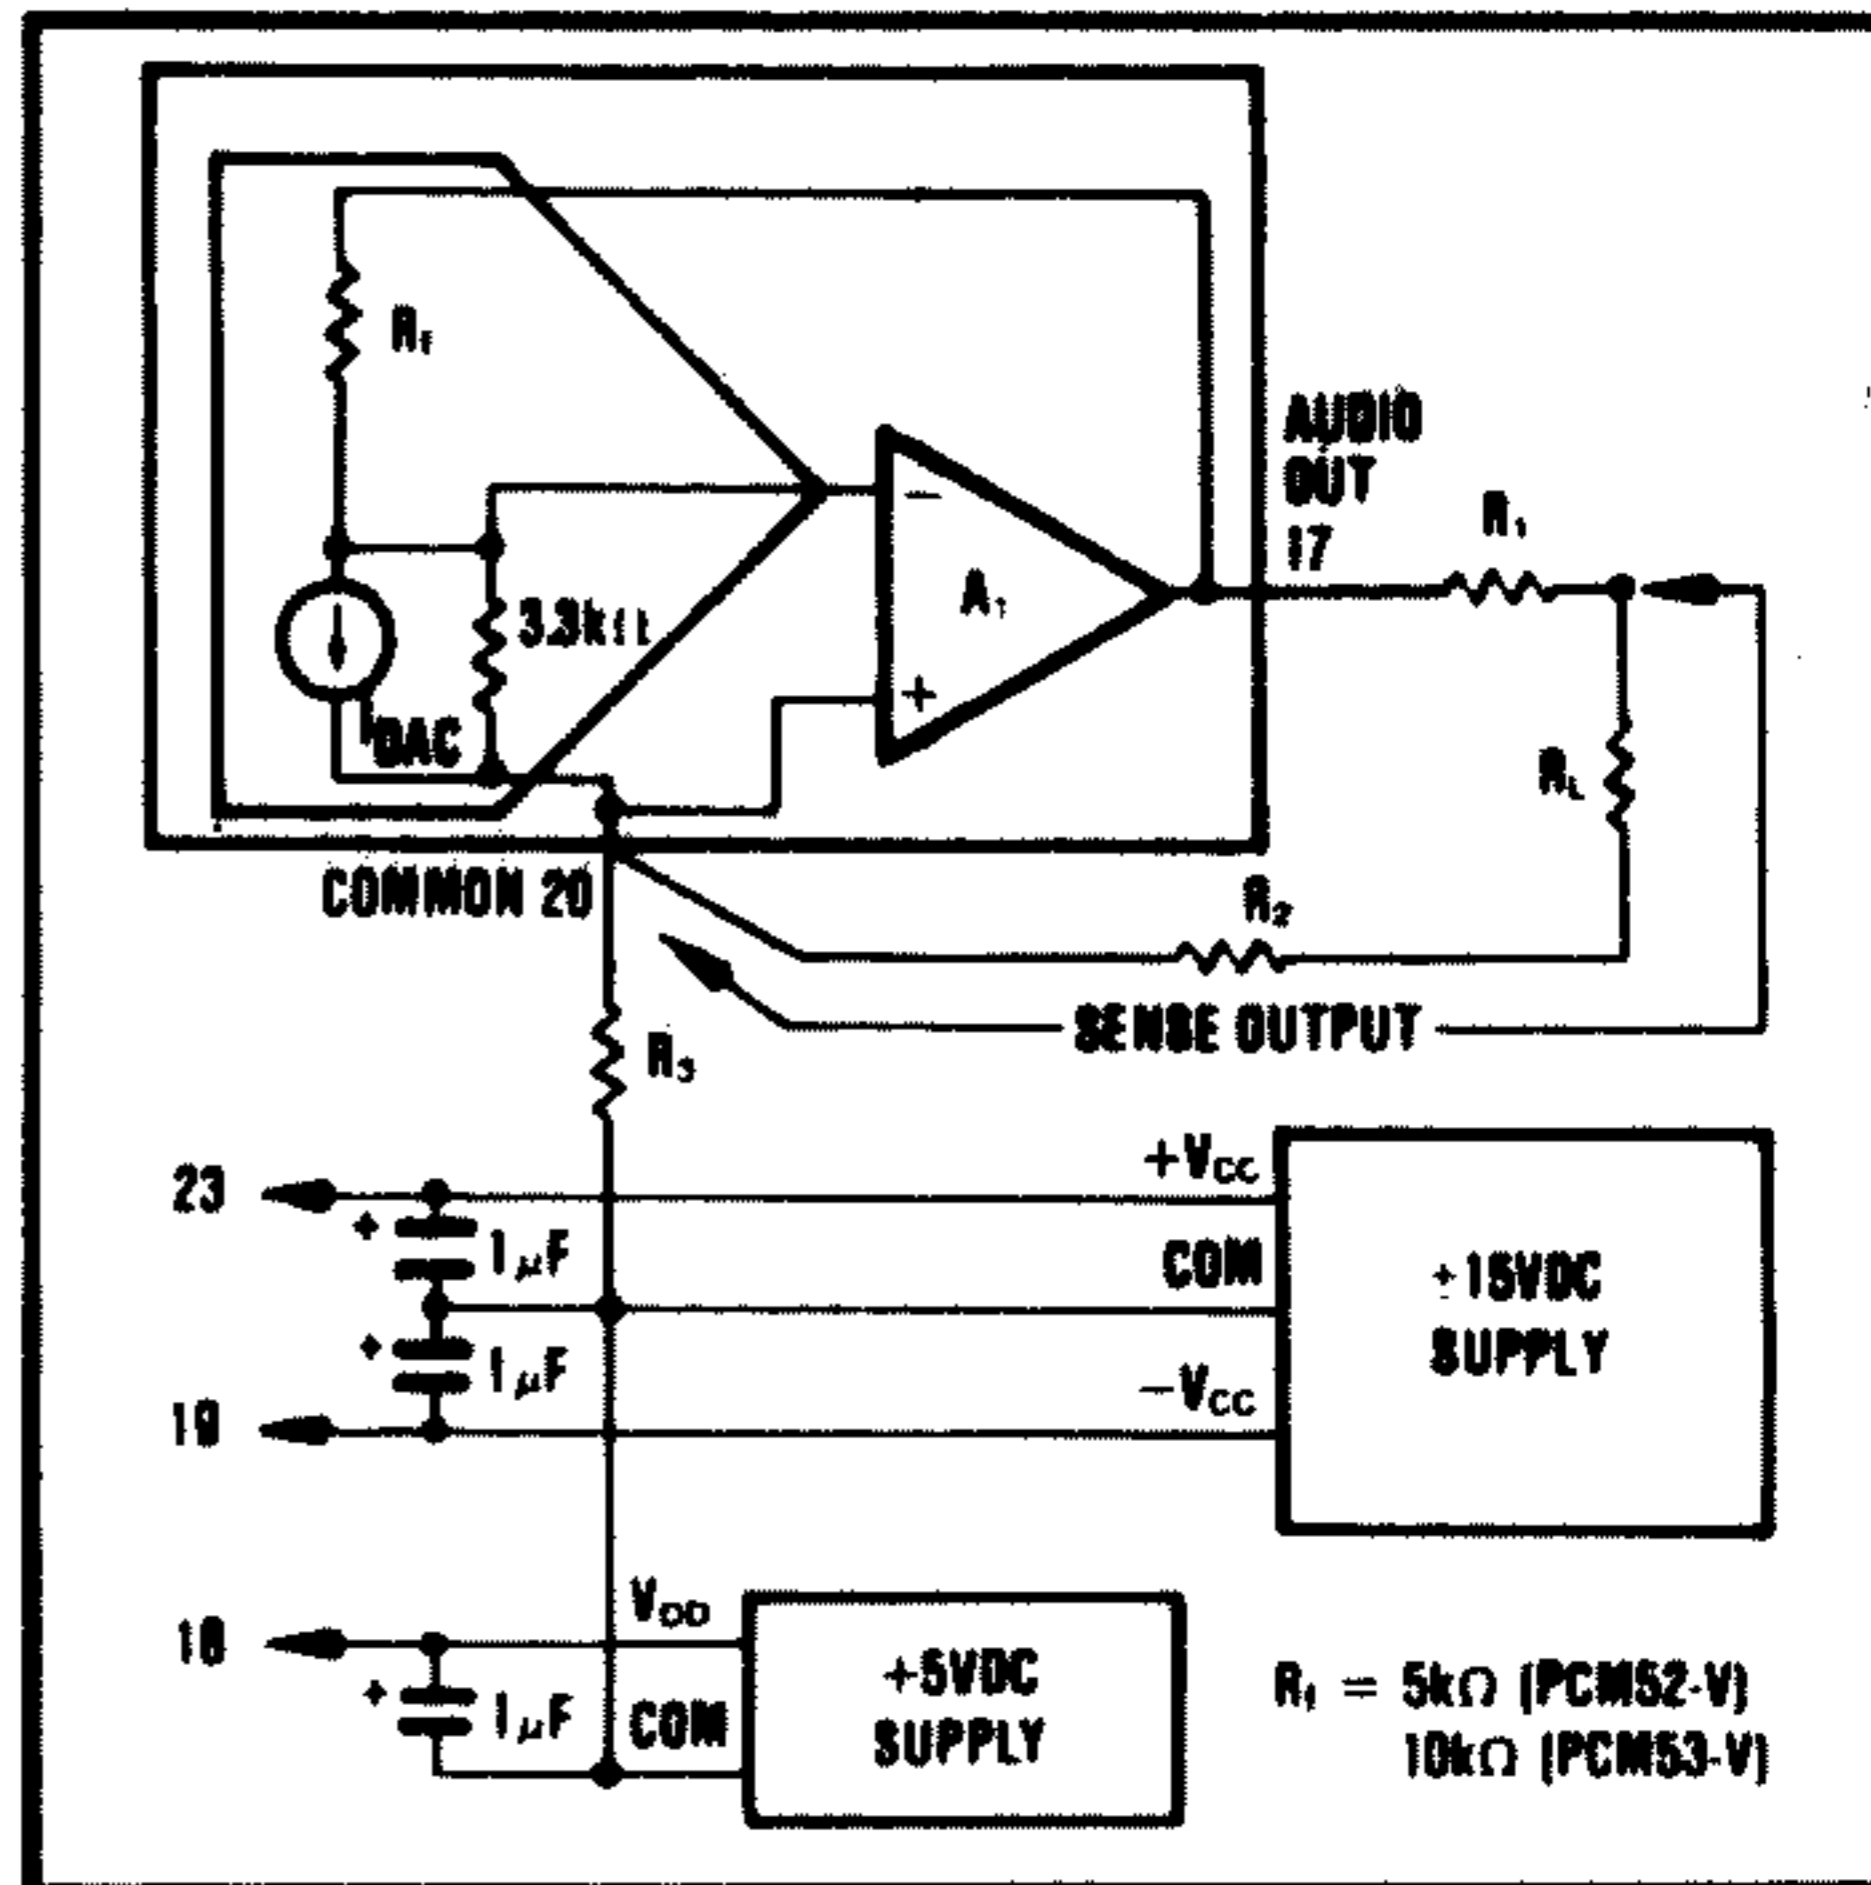 Rf
AUDIO
OUT
17
R1
−
A1
3.3kΩ
+
IDAC
RL
COMMON 20
R2
SENSE OUTPUT
R3
23
+VCC
+
1μF
COM
±15VDC
SUPPLY
+
1μF
−VCC
19
VDD
18
+5VDC
SUPPLY
+
1μF
COM
Rf = 5kΩ (PCM52-V)
10kΩ (PCM53-V)